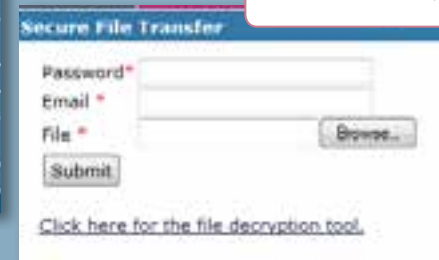 Secure File Transfer
Password*
Email *
File *
Browse...
Submit
Click here for the file decryption tool.